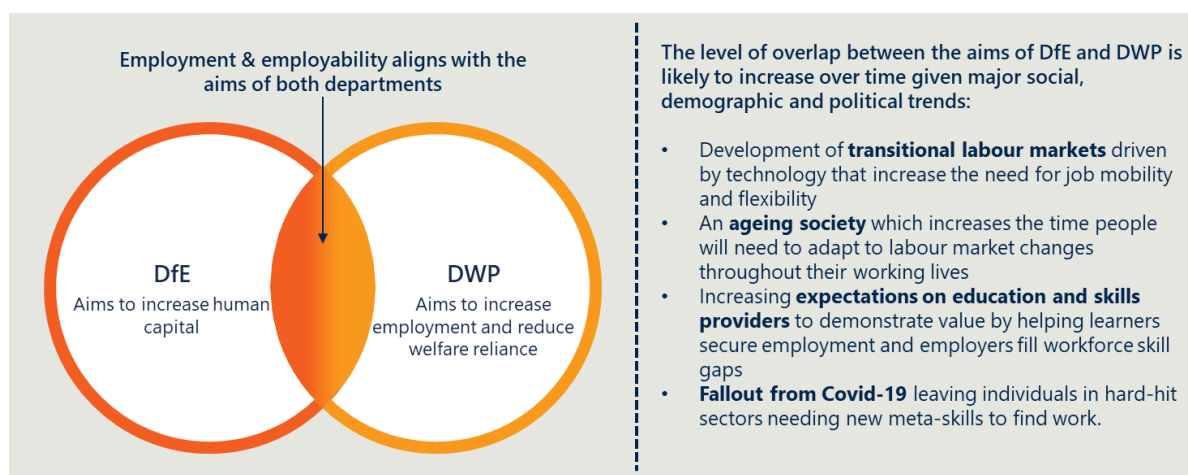 Employment & employability aligns with the
aims of both departments
DfE
Aims to increase human
capital
DWP
Aims to increase
employment and reduce
welfare reliance
The level of overlap between the aims of DfE and DWP is
likely to increase over time given major social,
demographic and political trends:
• Development of transitional labour markets driven
by technology that increase the need for job mobility
and flexibility
• An ageing society which increases the time people
will need to adapt to labour market changes
throughout their working lives
• Increasing expectations on education and skills
providers to demonstrate value by helping learners
secure employment and employers fill workforce skill
gaps
• Fallout from Covid-19 leaving individuals in hard-hit
sectors needing new meta-skills to find work.